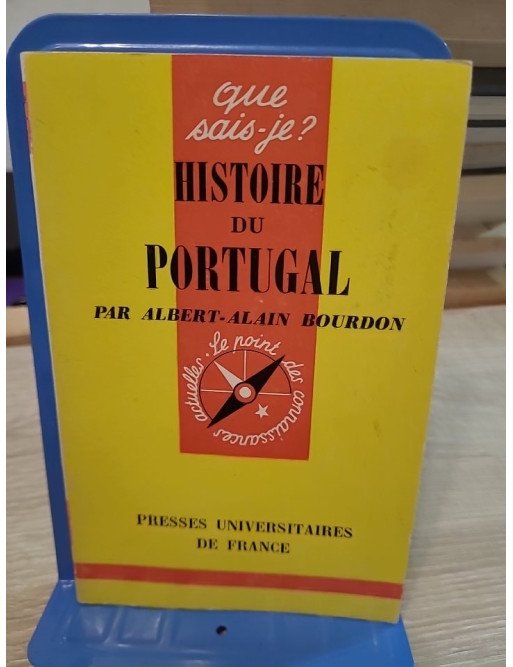 que
sais-je?
HISTOIRE
DU
PORTUGAL
PAR ALBERT-ALAIN BOURDON
Le point des connaissances actuelles.
PRESSES UNIVERSITAIRES
DE FRANCE